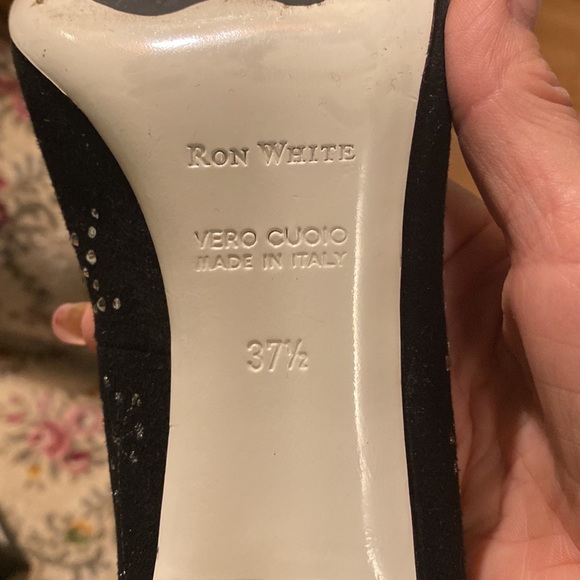 RON WHITE
VERO CUOIO
MADE IN ITALY
37½